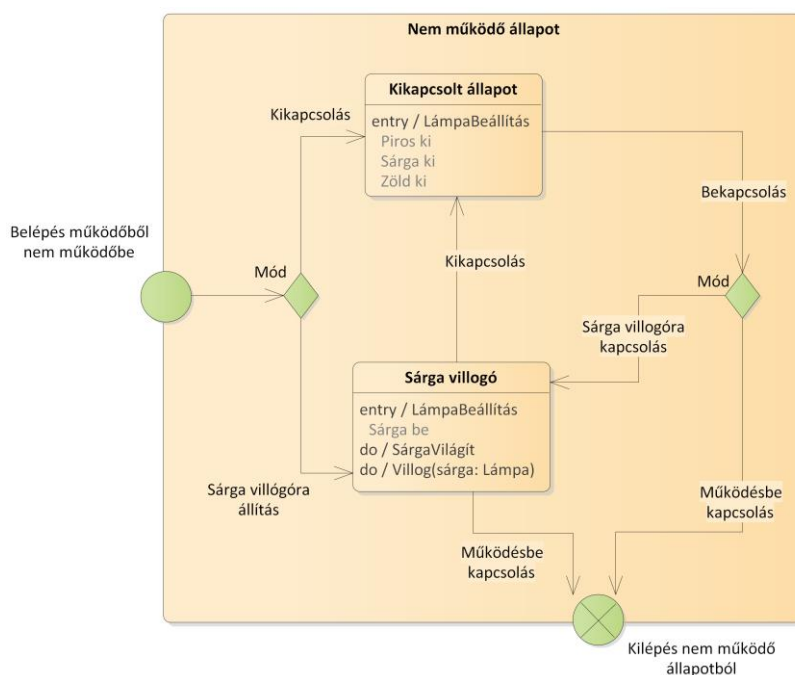 Nem működő állapot
Kikapcsolt állapot
Kikapcsolás
entry / LámpaBeállítás
Piros ki
Sárga ki
Zöld ki
Bekapcsolás
Belépés működőből
nem működőbe
Mód
Kikapcsolás
Mód
Sárga villogóra
kapcsolás
Sárga villogó
entry / LámpaBeállítás
Sárga be
do / SárgaVilágít
do / Villog(sárga: Lámpa)
Sárga villógóra
állítás
Működésbe
kapcsolás
Működésbe
kapcsolás
Kilépés nem működő
állapotból